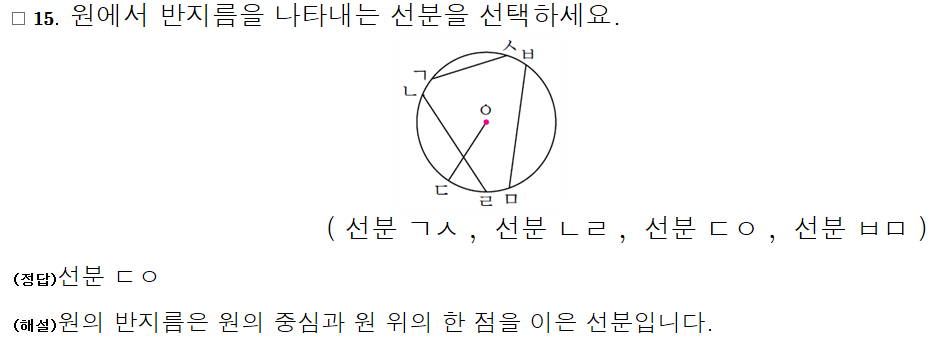 □ 15. 원에서 반지름을 나타내는 선분을 선택하세요.
ㅅ ㅂ
ㄱ
ㄴ
ㅇ
ㄷ ㄹ ㅁ
( 선분 ㄱㅅ , 선분 ㄴㄹ , 선분 ㄷㅇ , 선분 ㅂㅁ )
(정답)선분 ㄷㅇ
(해설)원의 반지름은 원의 중심과 원 위의 한 점을 이은 선분입니다.